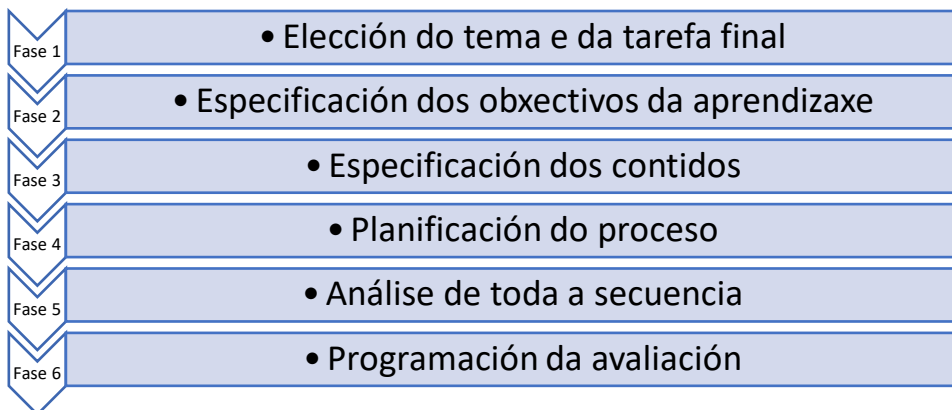 Fase 1
• Elección do tema e da tarefa final
Fase 2
• Especificación dos obxectivos da aprendizaxe
Fase 3
• Especificación dos contidos
Fase 4
• Planificación do proceso
Fase 5
• Análise de toda a secuencia
Fase 6
• Programación da avaliación